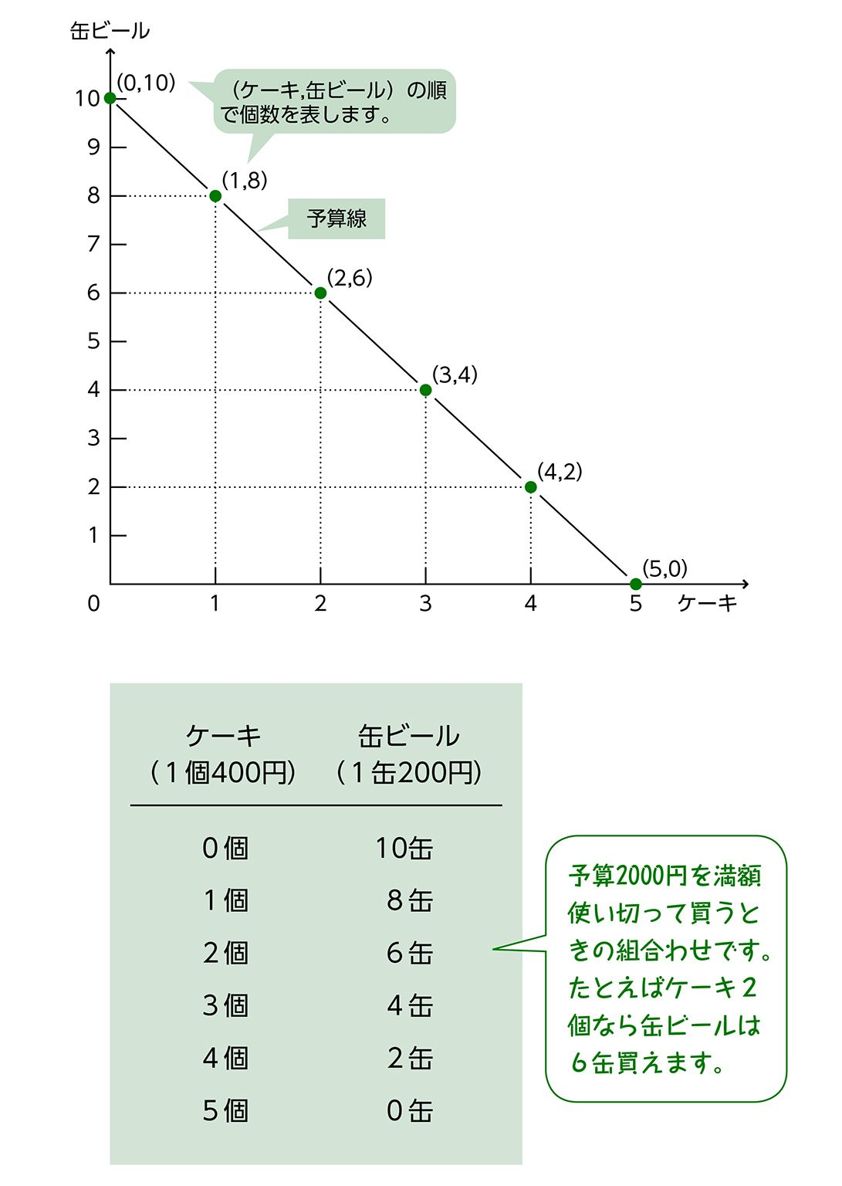 缶ビール
(0,10)
（ケーキ,缶ビール）の順
で個数を表します。
10
9
(1,8)
8
予算線
7
(2,6)
6
5
(3,4)
4
3
(4,2)
2
1
(5,0)
0 1 2 3 4 5 ケーキ
ケーキ 缶ビール
（１個400円） （１缶200円）
０個 10缶
１個 ８缶
２個 ６缶
３個 ４缶
４個 ２缶
５個 ０缶
予算2000円を満額
使い切って買うと
きの組合わせです。
たとえばケーキ２
個なら缶ビールは
６缶買えます。